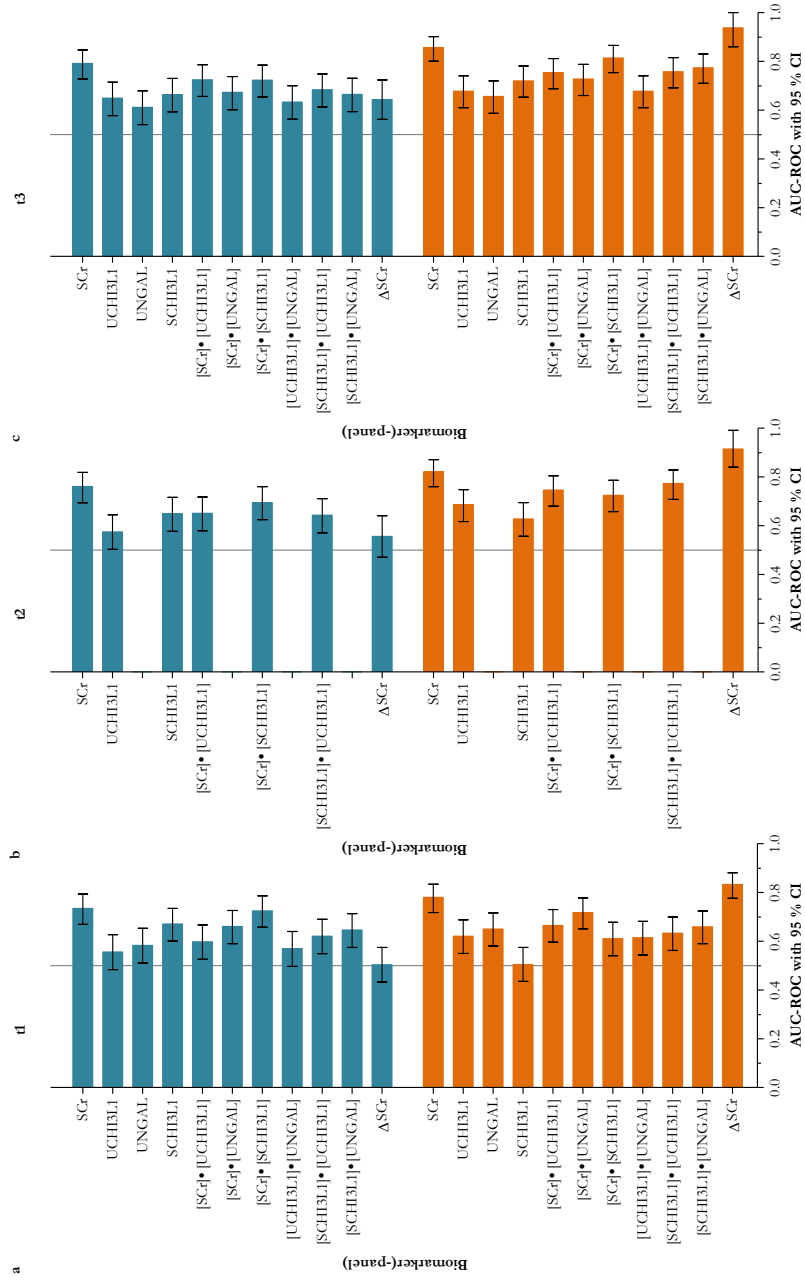 a
t1
Biomarker(-panel)
SCr
UCHI3L1
UNGAL
SCHI3L1
[SCr]•[UCHI3L1]
[SCr]•[UNGAL]
[SCr]•[SCHI3L1]
[UCHI3L1]•[UNGAL]
[SCHI3L1]•[UCHI3L1]
[SCHI3L1]•[UNGAL]
ΔSCr
SCr
UCHI3L1
UNGAL
SCHI3L1
[SCr]•[UCHI3L1]
[SCr]•[UNGAL]
[SCr]•[SCHI3L1]
[UCHI3L1]•[UNGAL]
[SCHI3L1]•[UCHI3L1]
[SCHI3L1]•[UNGAL]
ΔSCr
0.0 0.2 0.4 0.6 0.8 1.0
AUC-ROC with 95 % CI
b
t2
Biomarker(-panel)
SCr
UCHI3L1
SCHI3L1
[SCr]•[UCHI3L1]
[SCr]•[SCHI3L1]
[SCHI3L1]•[UCHI3L1]
ΔSCr
SCr
UCHI3L1
SCHI3L1
[SCr]•[UCHI3L1]
[SCr]•[SCHI3L1]
[SCHI3L1]•[UCHI3L1]
ΔSCr
0.0 0.2 0.4 0.6 0.8 1.0
AUC-ROC with 95 % CI
c
t3
Biomarker(-panel)
SCr
UCHI3L1
UNGAL
SCHI3L1
[SCr]•[UCHI3L1]
[SCr]•[UNGAL]
[SCr]•[SCHI3L1]
[UCHI3L1]•[UNGAL]
[SCHI3L1]•[UCHI3L1]
[SCHI3L1]•[UNGAL]
ΔSCr
SCr
UCHI3L1
UNGAL
SCHI3L1
[SCr]•[UCHI3L1]
[SCr]•[UNGAL]
[SCr]•[SCHI3L1]
[UCHI3L1]•[UNGAL]
[SCHI3L1]•[UCHI3L1]
[SCHI3L1]•[UNGAL]
ΔSCr
0.0 0.2 0.4 0.6 0.8 1.0
AUC-ROC with 95 % CI